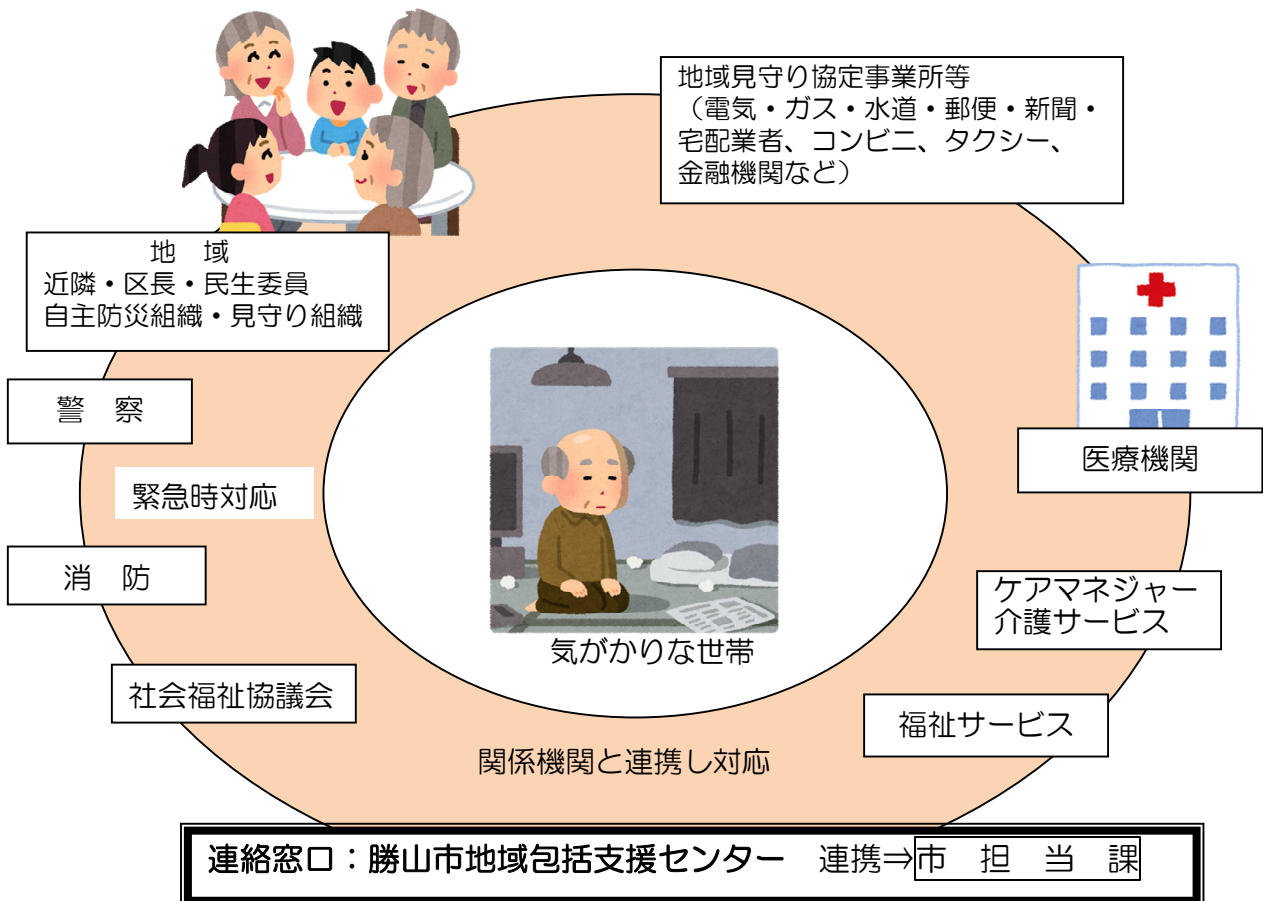 地域見守り協定事業所等
（電気・ガス・水道・郵便・新聞・
宅配業者、コンビニ、タクシー、
金融機関など）
地　域
近隣・区長・民生委員
自主防災組織・見守り組織
警　察
医療機関
緊急時対応
消　防
ケアマネジャー
介護サービス
気がかりな世帯
社会福祉協議会
福祉サービス
関係機関と連携し対応
連絡窓口：勝山市地域包括支援センター　連携⇒市　担　当　課